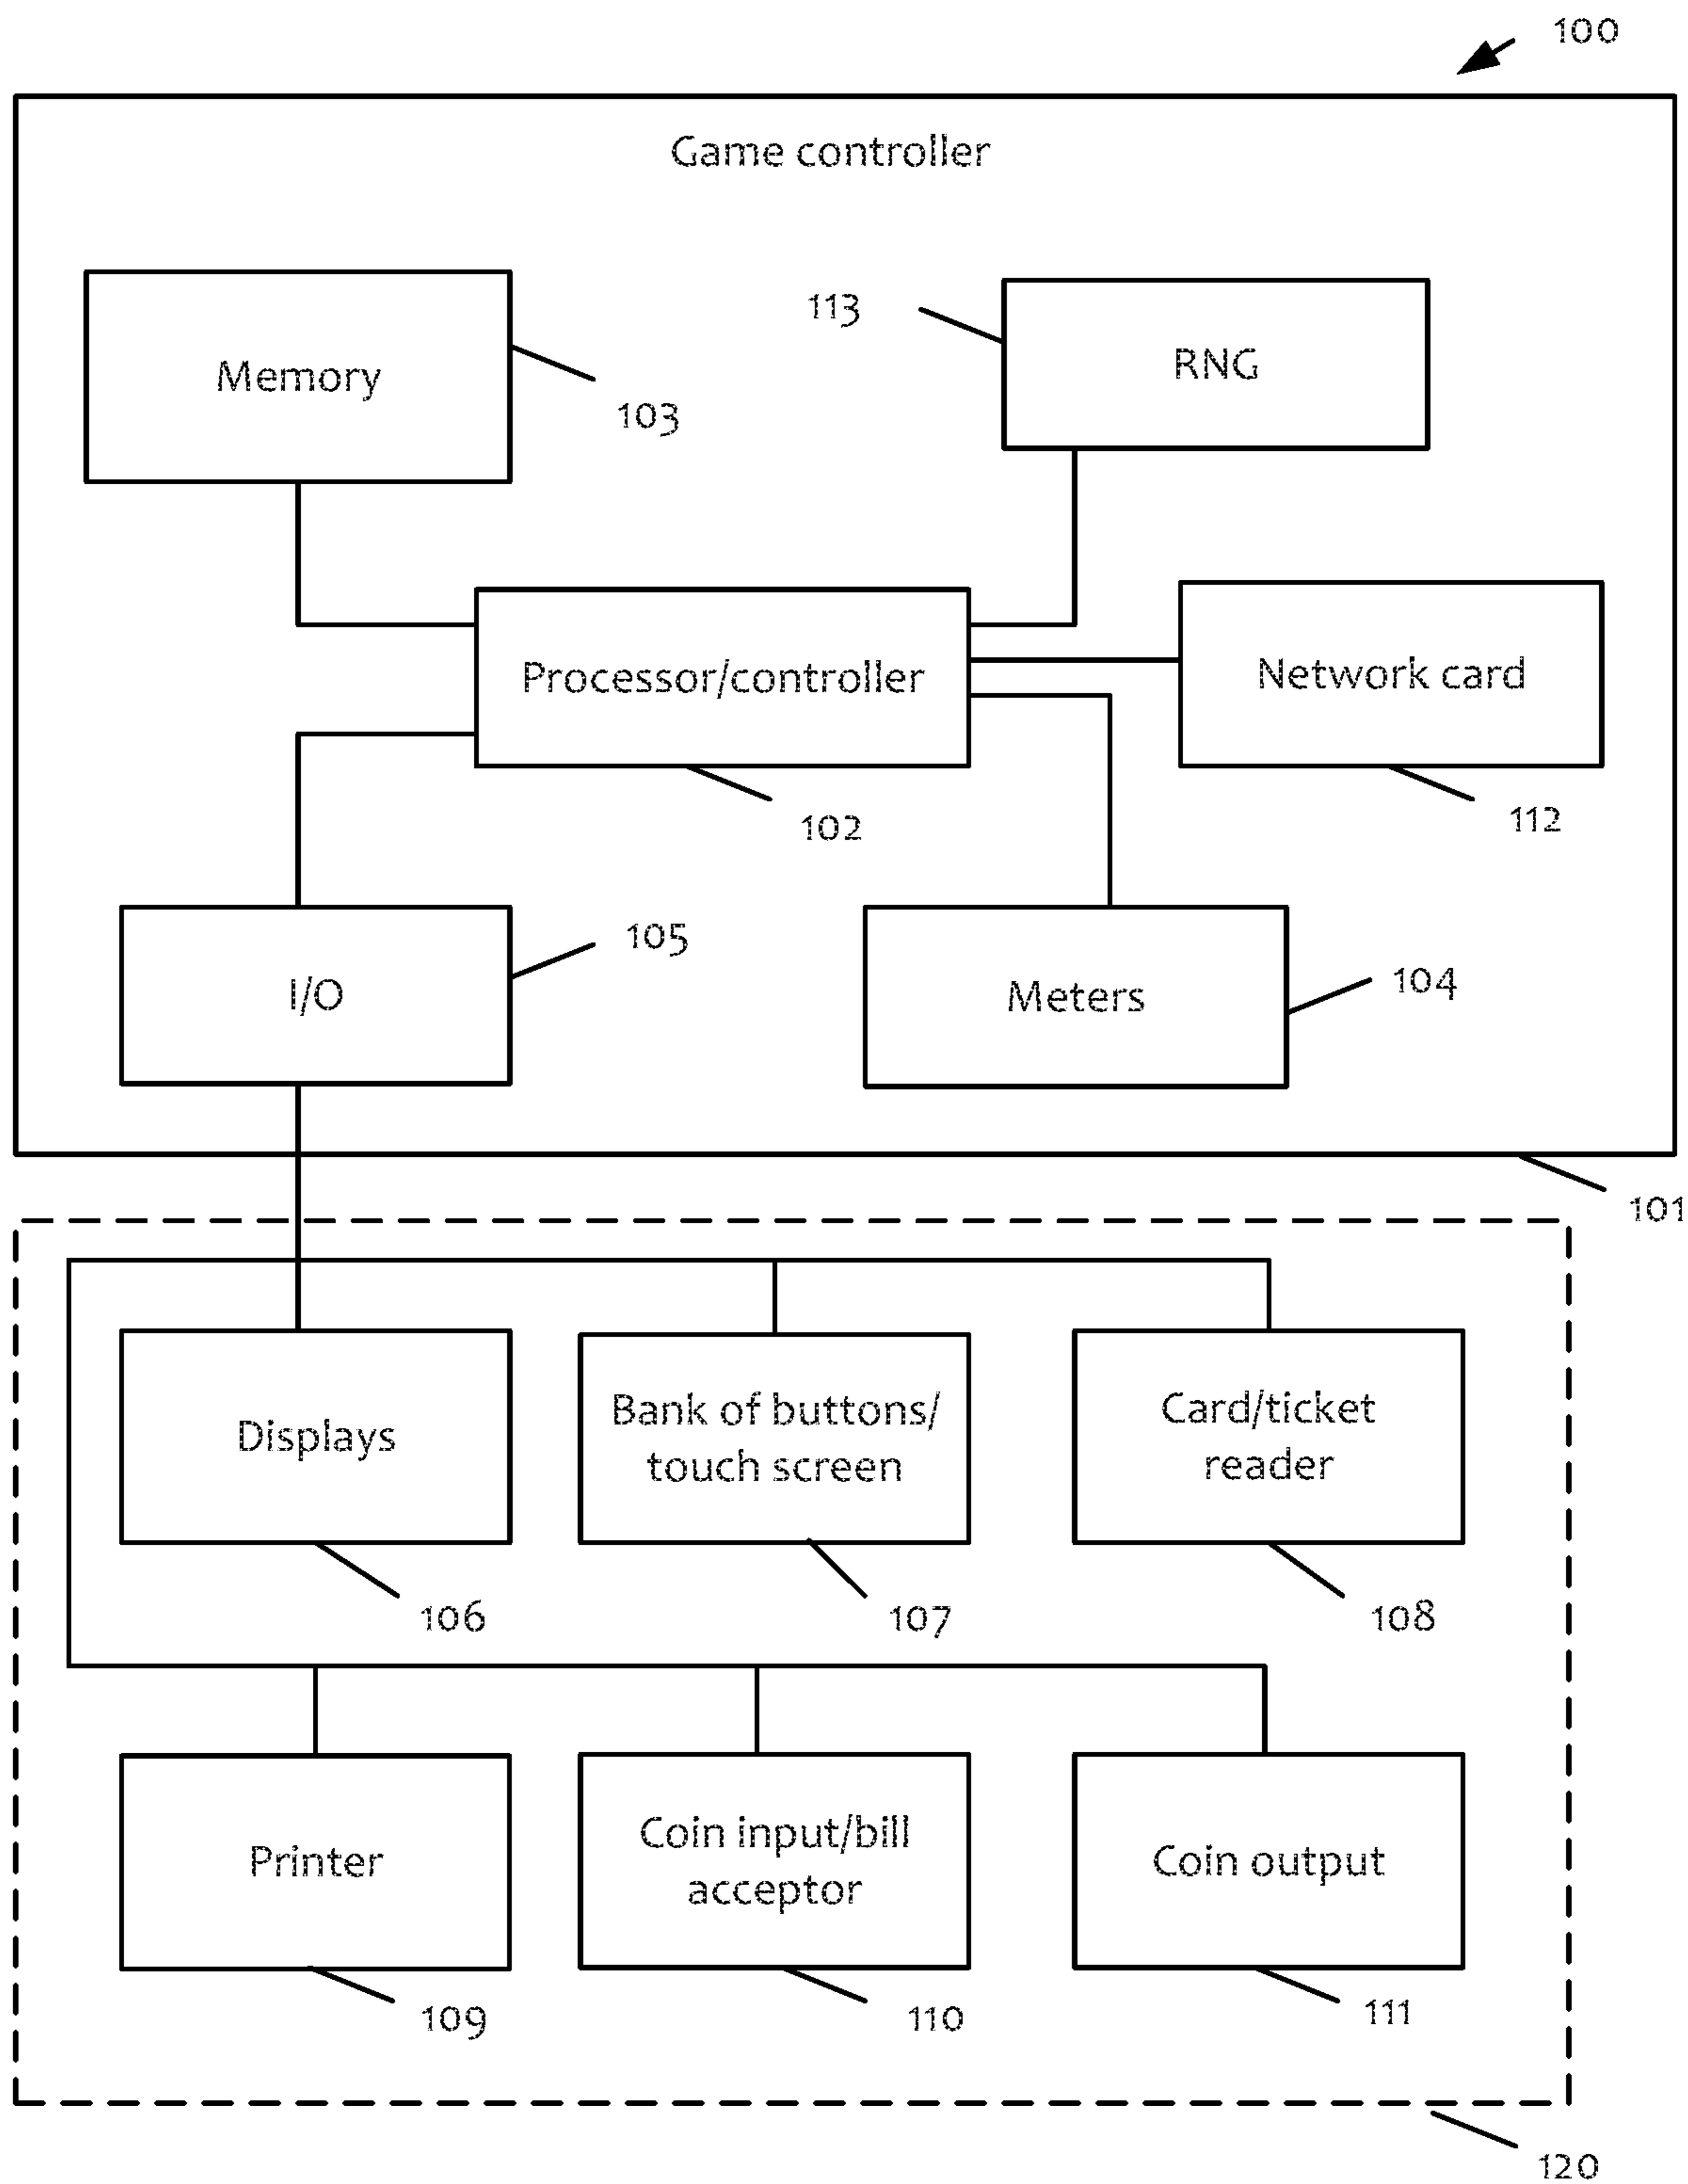 100
Game controller
Memory
103
113
RNG
Processor/controller
102
Network card
112
I/O
105
Meters
104
101
Displays
106
Bank of buttons/
touch screen
107
Card/ticket
reader
108
Printer
109
Coin input/bill
acceptor
110
Coin output
111
120